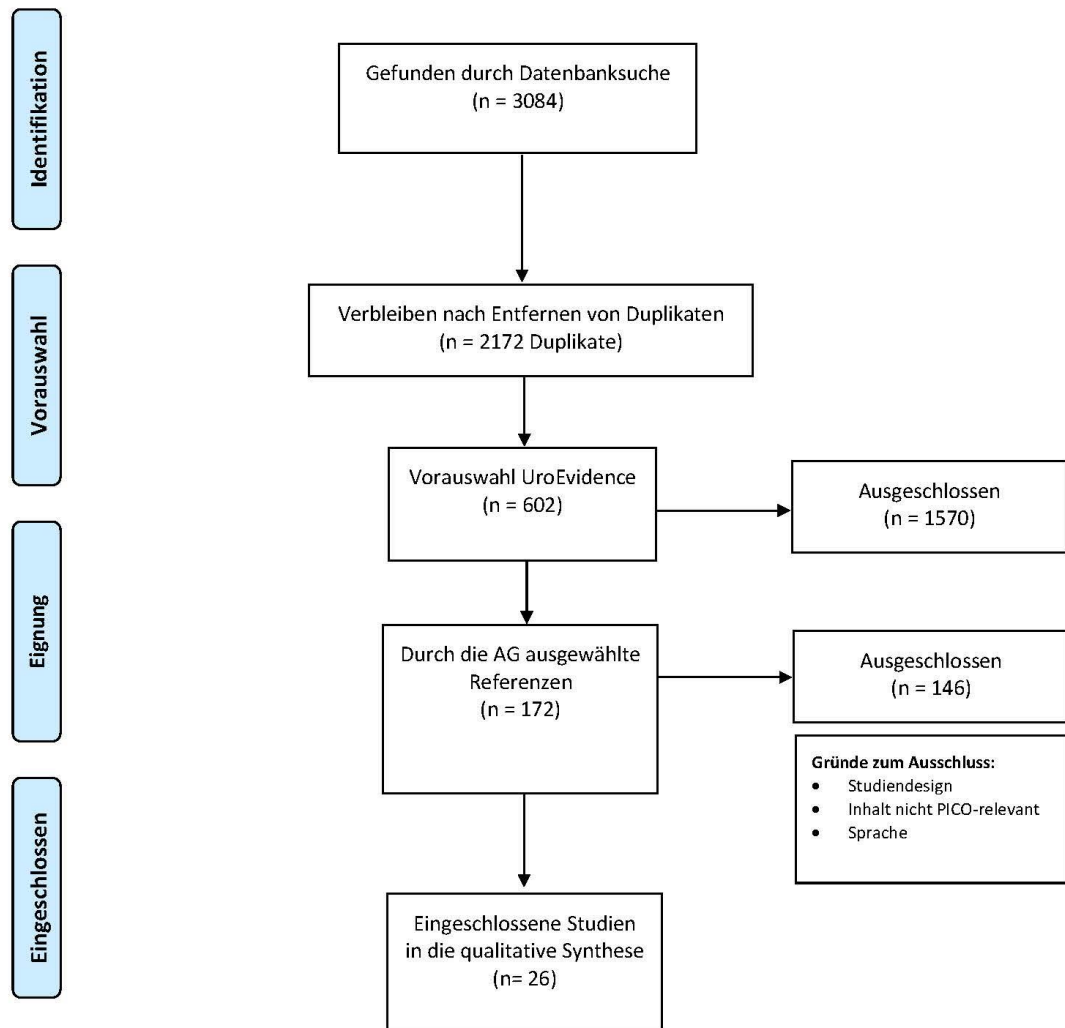 Identifikation
Gefunden durch Datenbanksuche
(n = 3084)
Vorauswahl
Verbleiben nach Entfernen von Duplikaten
(n = 2172 Duplikate)
Vorauswahl UroEvidence
(n = 602)
Ausgeschlossen
(n = 1570)
Eignung
Durch die AG ausgewählte
Referenzen
(n = 172)
Ausgeschlossen
(n = 146)
Gründe zum Ausschluss:
• Studiendesign
• Inhalt nicht PICO-relevant
• Sprache
Eingeschlossen
Eingeschlossene Studien
in die qualitative Synthese
(n= 26)